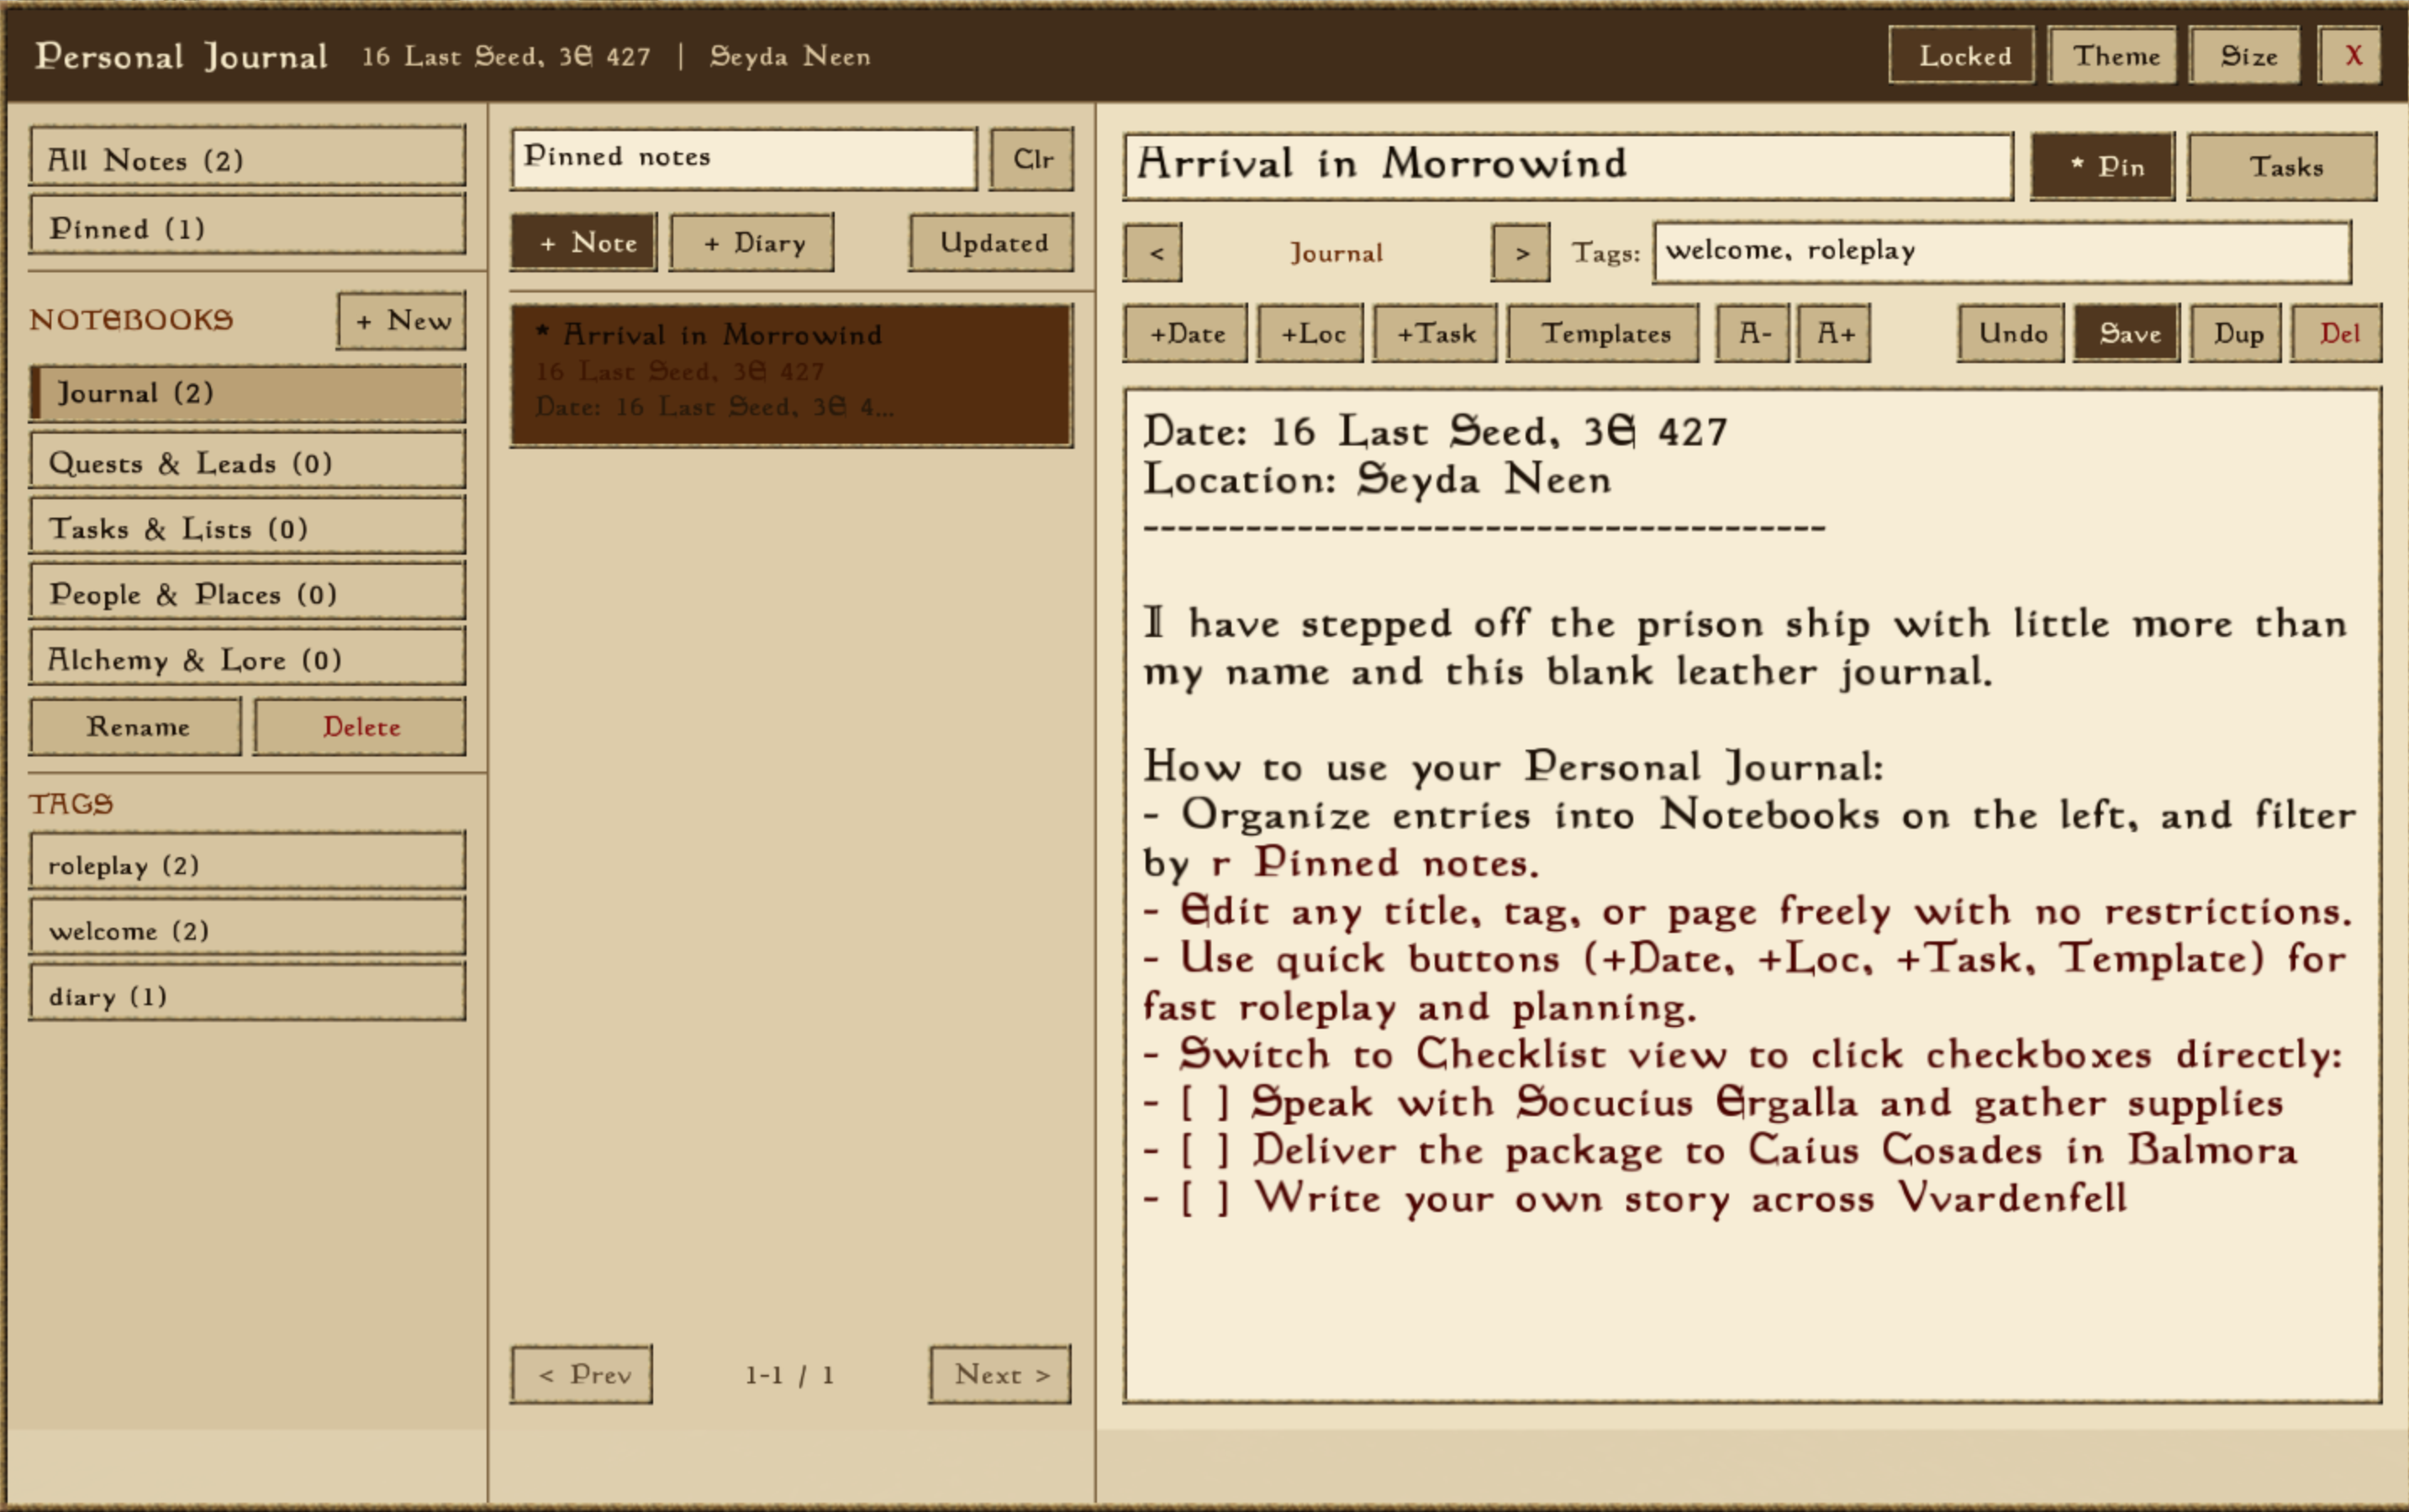 Personal Journal 16 Last Seed, 3E 427 | Seyda Neen
Locked Theme Size X
All Notes (2)
Pinned (1)
NOTEBOOKS + New
Journal (2)
Quests & Leads (0)
Tasks & Lists (0)
People & Places (0)
Alchemy & Lore (0)
Rename Delete
TAGS
roleplay (2)
welcome (2)
diary (1)
Pinned notes Clr
+ Note + Diary Updated
* Arrival in Morrowind
16 Last Seed, 3E 427
Date: 16 Last Seed, 3E 4...
< Prev 1-1 / 1 Next >
Arrival in Morrowind * Pin Tasks
< Journal > Tags: welcome, roleplay
+Date +Loc +Task Templates A- A+ Undo Save Dup Del
Date: 16 Last Seed, 3E 427
Location: Seyda Neen
----------------------------------------
I have stepped off the prison ship with little more than
my name and this blank leather journal.
How to use your Personal Journal:
- Organize entries into Notebooks on the left, and filter
by r Pinned notes.
- Edit any title, tag, or page freely with no restrictions.
- Use quick buttons (+Date, +Loc, +Task, Template) for
fast roleplay and planning.
- Switch to Checklist view to click checkboxes directly:
- [ ] Speak with Socucius Ergalla and gather supplies
- [ ] Deliver the package to Caius Cosades in Balmora
- [ ] Write your own story across Vvardenfell